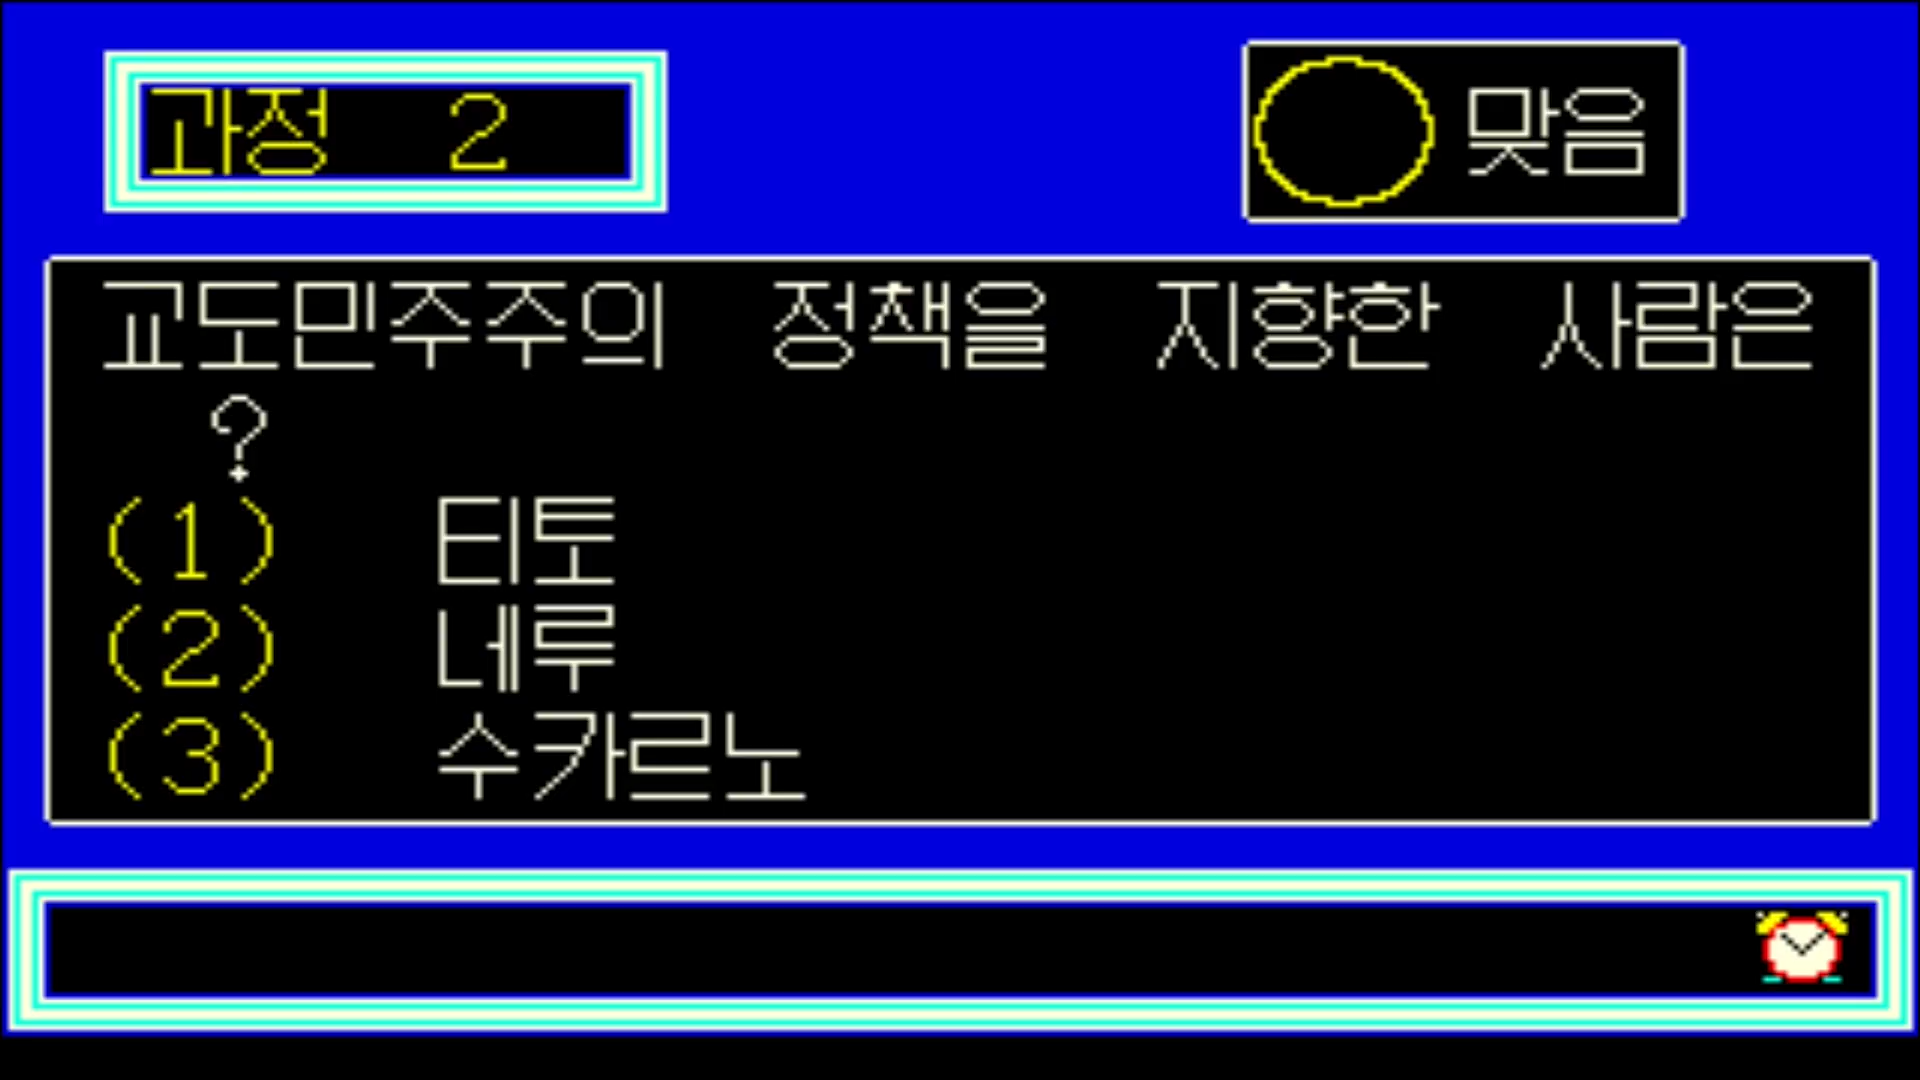 과정 2
맞음
교도민주주의 정책을 지향한 사람은
?
(1) 티토
(2) 네루
(3) 수카르노